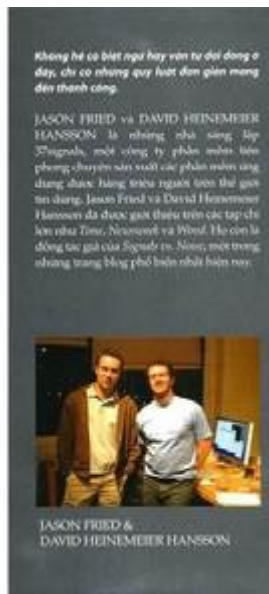 Không hề có biệt ngữ hay văn tự dài dòng ở
đây, chỉ có những quy luật đơn giản mang
đến thành công.
JASON FRIED và DAVID HEINEMEIER
HANSSON là những nhà sáng lập
37signals, một công ty phần mềm tiên
phong chuyên sản xuất các phần mềm ứng
dụng được hàng triệu người trên thế giới
tin dùng. Jason Fried và David Heinemeier
Hansson đã được giới thiệu trên các tạp chí
lớn như Time, Newsweek và Wired. Họ còn là
đồng tác giả của Signals vs. Noise, một trong
những trang blog phổ biến nhất hiện nay.
JASON FRIED &
DAVID HEINEMEIER HANSSON